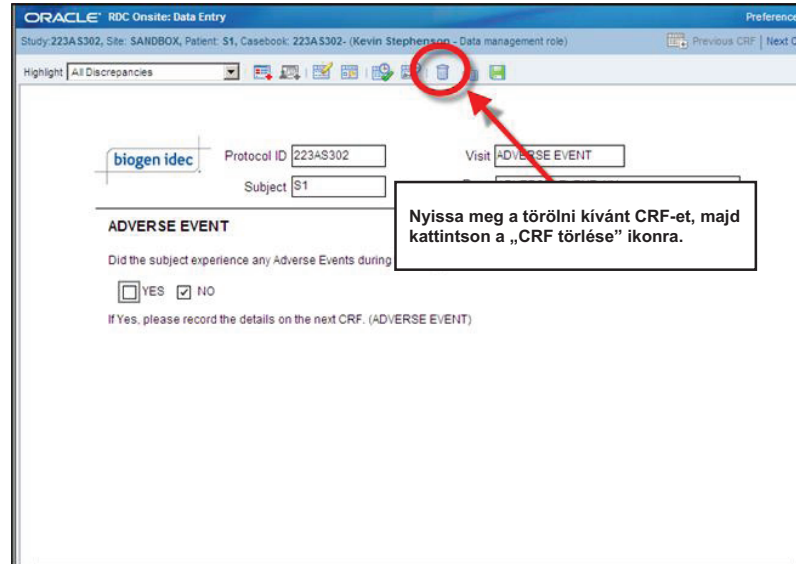 ORACLE RDC Onsite: Data Entry Preference
Study:223AS302, Site: SANDBOX, Patient: S1, Casebook: 223AS302- (Kevin Stephenson - Data management role) Previous CRF | Next C
Highlight All Discrepancies
biogen idec Protocol ID 223AS302 Visit ADVERSE EVENT
Subject S1
Nyissa meg a törölni kívánt CRF-et, majd
kattintson a „CRF törlése” ikonra.
ADVERSE EVENT
Did the subject experience any Adverse Events during
YES NO
If Yes, please record the details on the next CRF. (ADVERSE EVENT)